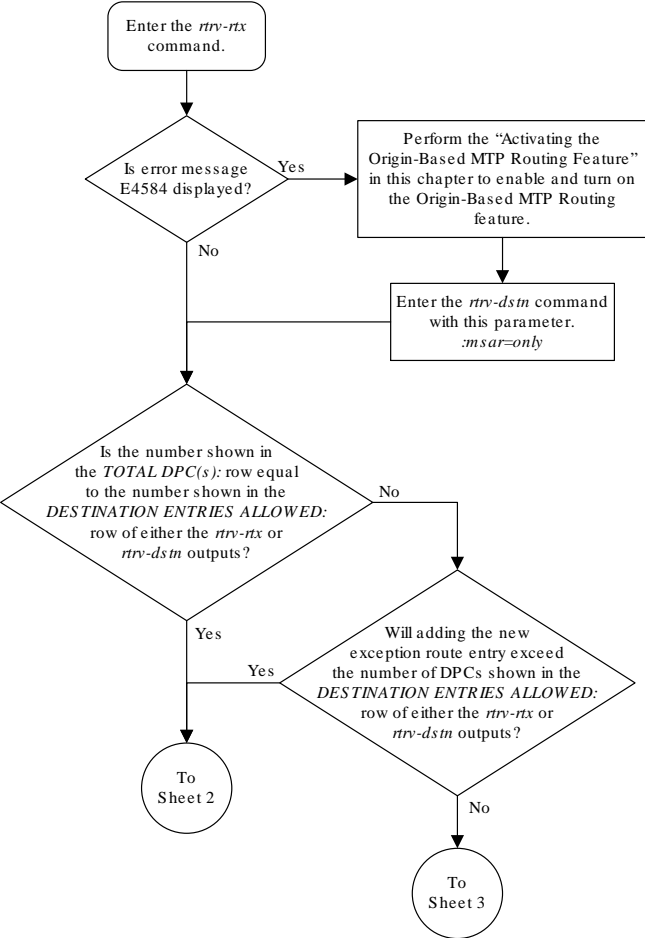 Enter the rtrv-rtx
command.
Is error message
E4584 displayed?
Yes
Perform the “Activating the
Origin-Based MTP Routing Feature”
in this chapter to enable and turn on
the Origin-Based MTP Routing
feature.
No
Enter the rtrv-dstn command
with this parameter.
:msar=only
Is the number shown in
the TOTAL DPC(s): row equal
to the number shown in the
DESTINATION ENTRIES ALLOWED:
row of either the rtrv-rtx or
rtrv-dstn outputs?
No
Yes
Will adding the new
exception route entry exceed
the number of DPCs shown in the
DESTINATION ENTRIES ALLOWED:
row of either the rtrv-rtx or
rtrv-dstn outputs?
Yes
To
Sheet 2
No
To
Sheet 3